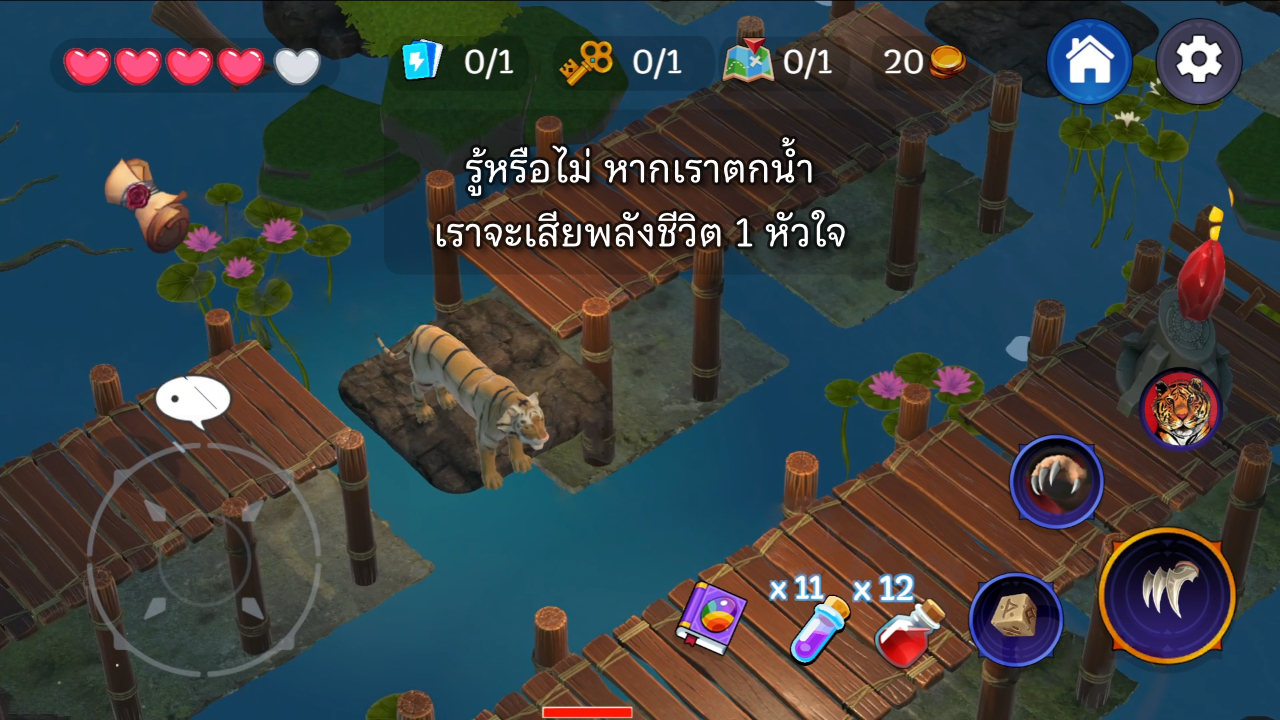 0/1 0/1 0/1 20
รู้หรือไม่ หากเราตกน้ำ
เราจะเสียพลังชีวิต 1 หัวใจ
x 11 x 12